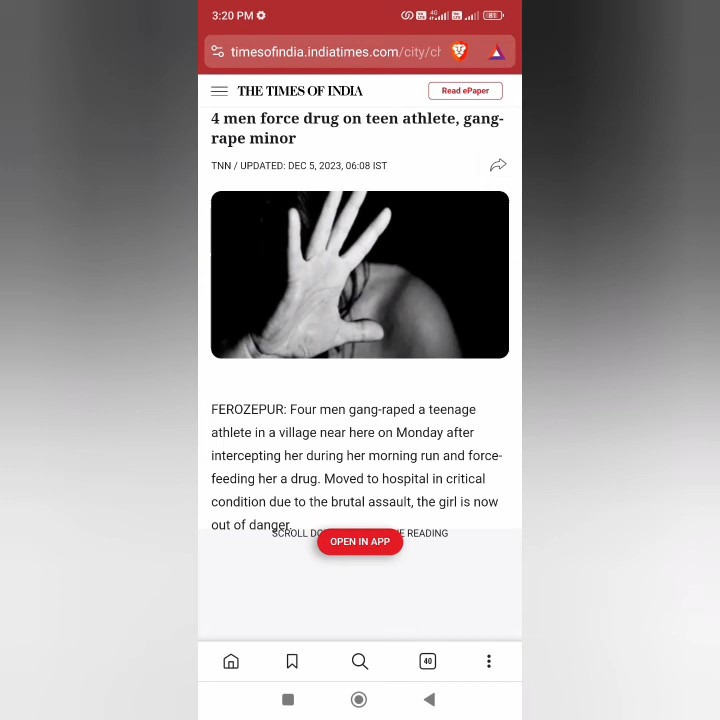 3:20 PM
4G
81
timesofindia.indiatimes.com/city/ch
THE TIMES OF INDIA
Read ePaper
4 men force drug on teen athlete, gang-
rape minor
TNN / UPDATED: DEC 5, 2023, 06:08 IST
FEROZEPUR: Four men gang-raped a teenage
athlete in a village near here on Monday after
intercepting her during her morning run and force-
feeding her a drug. Moved to hospital in critical
condition due to the brutal assault, the girl is now
out of danger.
SCROLL READING
OPEN IN APP
40